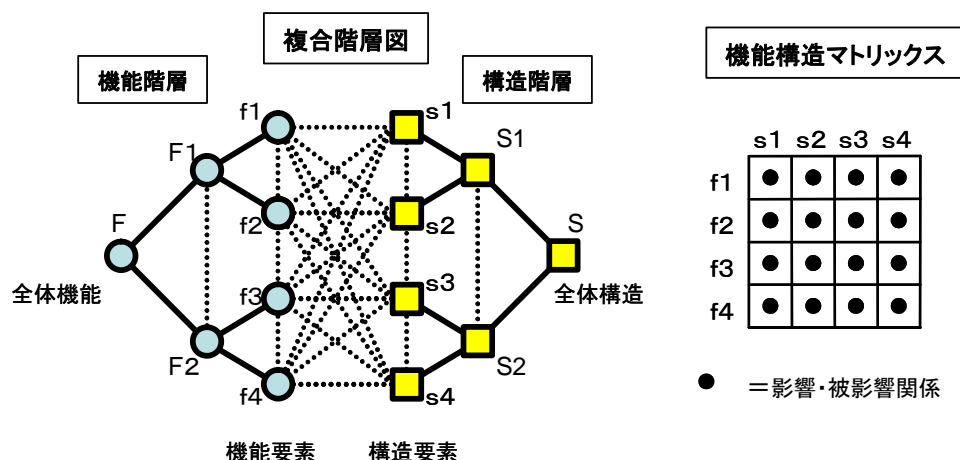 複合階層図
機能階層
構造階層
機能構造マトリックス
f1
s1
F1
S1
f2
s2
F
S
全体機能
全体構造
f3
s3
F2
S2
f4
s4
機能要素
構造要素
s1 s2 s3 s4
f1
f2
f3
f4
● =影響・被影響関係